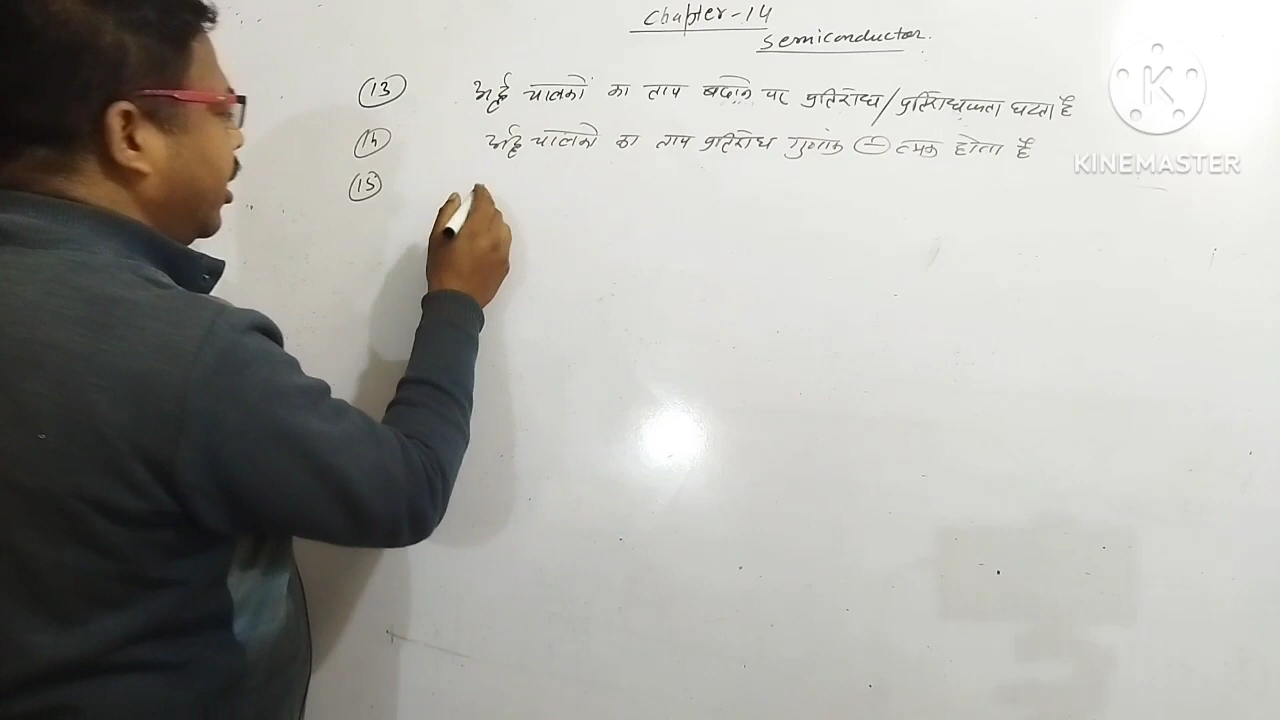 Chapter-14
Semiconductor.
(13) अर्द्ध चालकों का ताप बढ़ाने पर प्रतिरोध/प्रतिरोधकता घटता है
(14) अर्द्ध चालको का ताप प्रतिरोध गुणांक (-) त्मक होता है
(15)
K
KINEMASTER